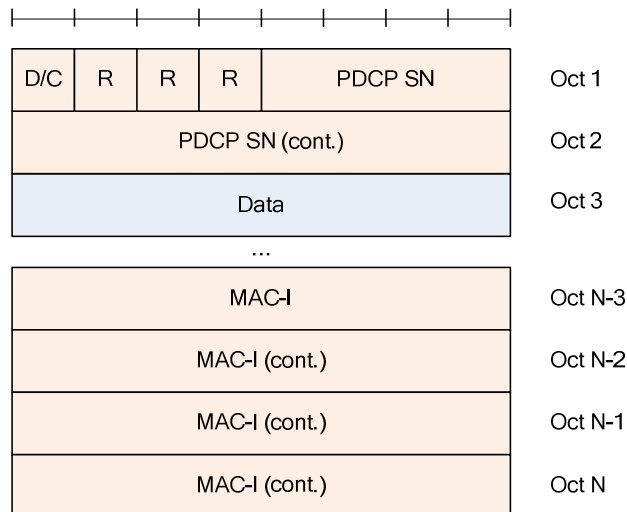 D/C R R R PDCP SN Oct 1
PDCP SN (cont.) Oct 2
Data Oct 3
...
MAC-I Oct N-3
MAC-I (cont.) Oct N-2
MAC-I (cont.) Oct N-1
MAC-I (cont.) Oct N